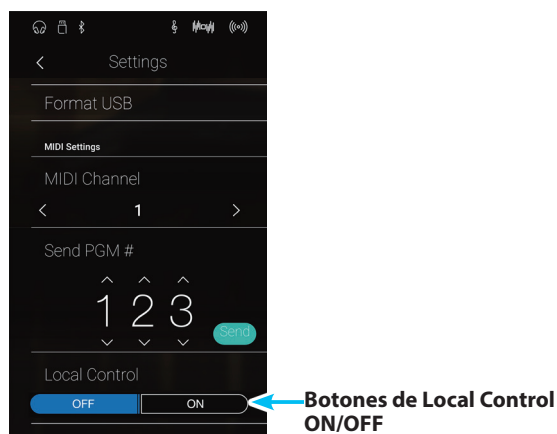 Settings
Format USB
MIDI Settings
MIDI Channel
1
Send PGM #
1 2 3
Send
Local Control
OFF ON
Botones de Local Control
ON/OFF